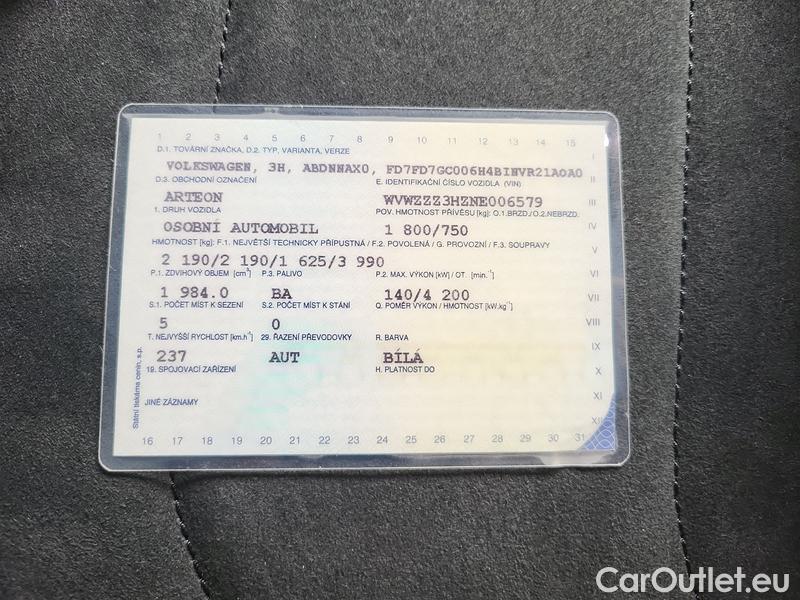 1 2 3 4 5 6 7 8 9 10 11 12 13 14 15
D.1. TOVÁRNÍ ZNAČKA, D.2. TYP, VARIANTA, VERZE
I
VOLKSWAGEN, 3H, ABDNNAX0, FD7FD7GC006H4BINVR21A0A0
D.3. OBCHODNÍ OZNAČENÍ E. IDENTIFIKAČNÍ ČÍSLO VOZIDLA (VIN)
II
ARTEON WVWZZZ3HZNE006579
III
1. DRUH VOZIDLA POV. HMOTNOST PŘÍVĚSU [kg]: O.1.BRZD./O.2.NEBRZD.
OSOBNÍ AUTOMOBIL 1 800/750
IV
HMOTNOST [kg]: F.1. NEJVĚTŠÍ TECHNICKY PŘÍPUSTNÁ / F.2. POVOLENÁ / G. PROVOZNÍ / F.3. SOUPRAVY
V
2 190/2 190/1 625/3 990
P.1. ZDVIHOVÝ OBJEM [cm³] P.3. PALIVO P.2. MAX. VÝKON [kW] / OT. [min.⁻¹]
VI
1 984.0 BA 140/4 200
VII
S.1. POČET MÍST K SEZENÍ S.2. POČET MÍST K STÁNÍ Q. POMĚR VÝKON / HMOTNOST [kW.kg⁻¹]
5 0
VIII
T. NEJVYŠŠÍ RYCHLOST [km.h⁻¹] 29. ŘAZENÍ PŘEVODOVKY R. BARVA
IX
237 AUT BÍLÁ
19. SPOJOVACÍ ZAŘÍZENÍ H. PLATNOST DO
X
XI
JINÉ ZÁZNAMY
XII
Státní tiskárna cenin, s.p.
16 17 18 19 20 21 22 23 24 25 26 27 28 29 30 31
CarOutlet.eu